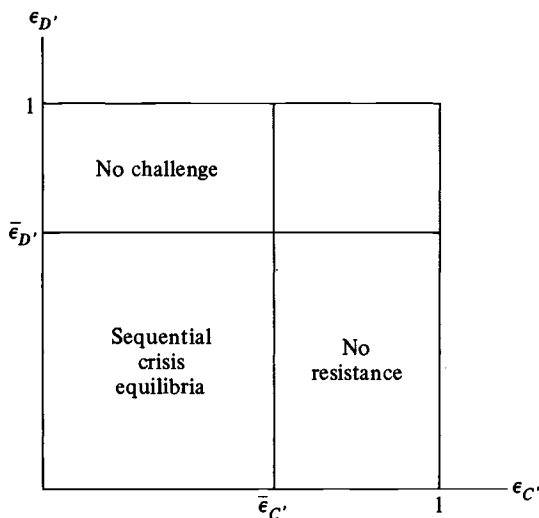 ϵ_D'
1
No challenge
ϵ̄_D'
Sequential
crisis
equilibria
No
resistance
ϵ̄_C'
1
ϵ_C'